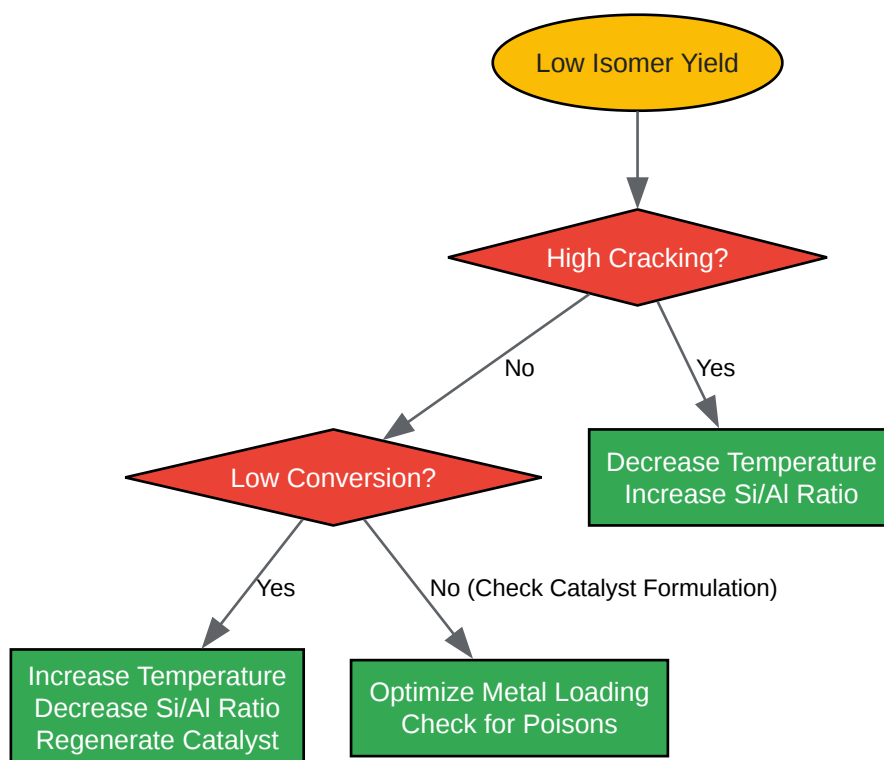 Low Isomer Yield
High Cracking?
No
Yes
Low Conversion?
Decrease Temperature
Increase Si/Al Ratio
Yes
No (Check Catalyst Formulation)
Increase Temperature
Decrease Si/Al Ratio
Regenerate Catalyst
Optimize Metal Loading
Check for Poisons